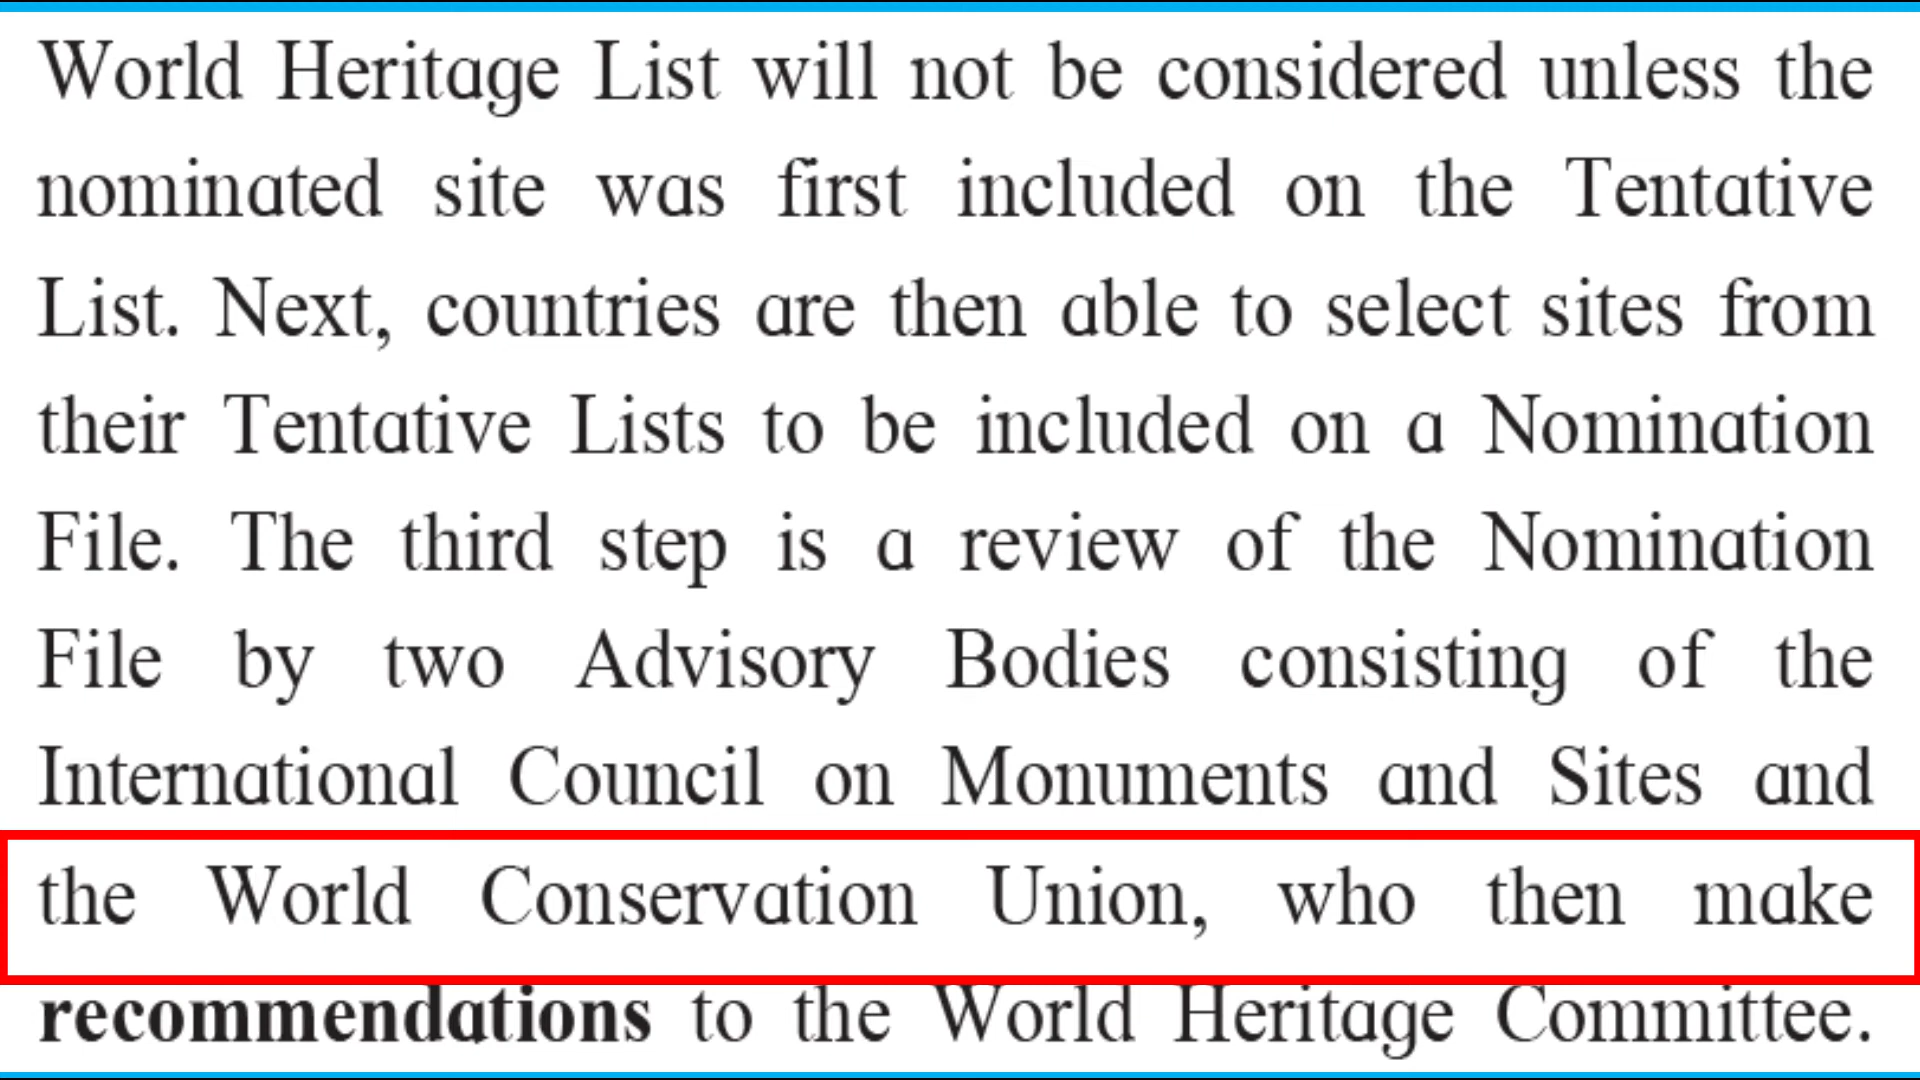 World Heritage List will not be considered unless the
nominated site was first included on the Tentative
List. Next, countries are then able to select sites from
their Tentative Lists to be included on a Nomination
File. The third step is a review of the Nomination
File by two Advisory Bodies consisting of the
International Council on Monuments and Sites and
the World Conservation Union, who then make
recommendations to the World Heritage Committee.